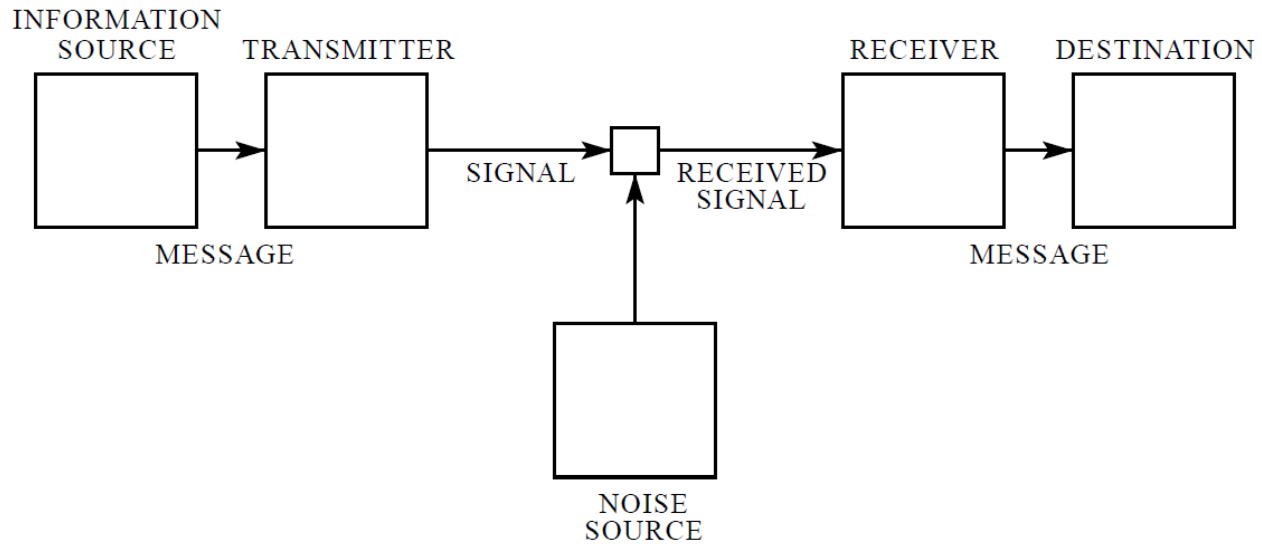 INFORMATION
SOURCE
TRANSMITTER
RECEIVER
DESTINATION
SIGNAL
RECEIVED
SIGNAL
MESSAGE
MESSAGE
NOISE
SOURCE